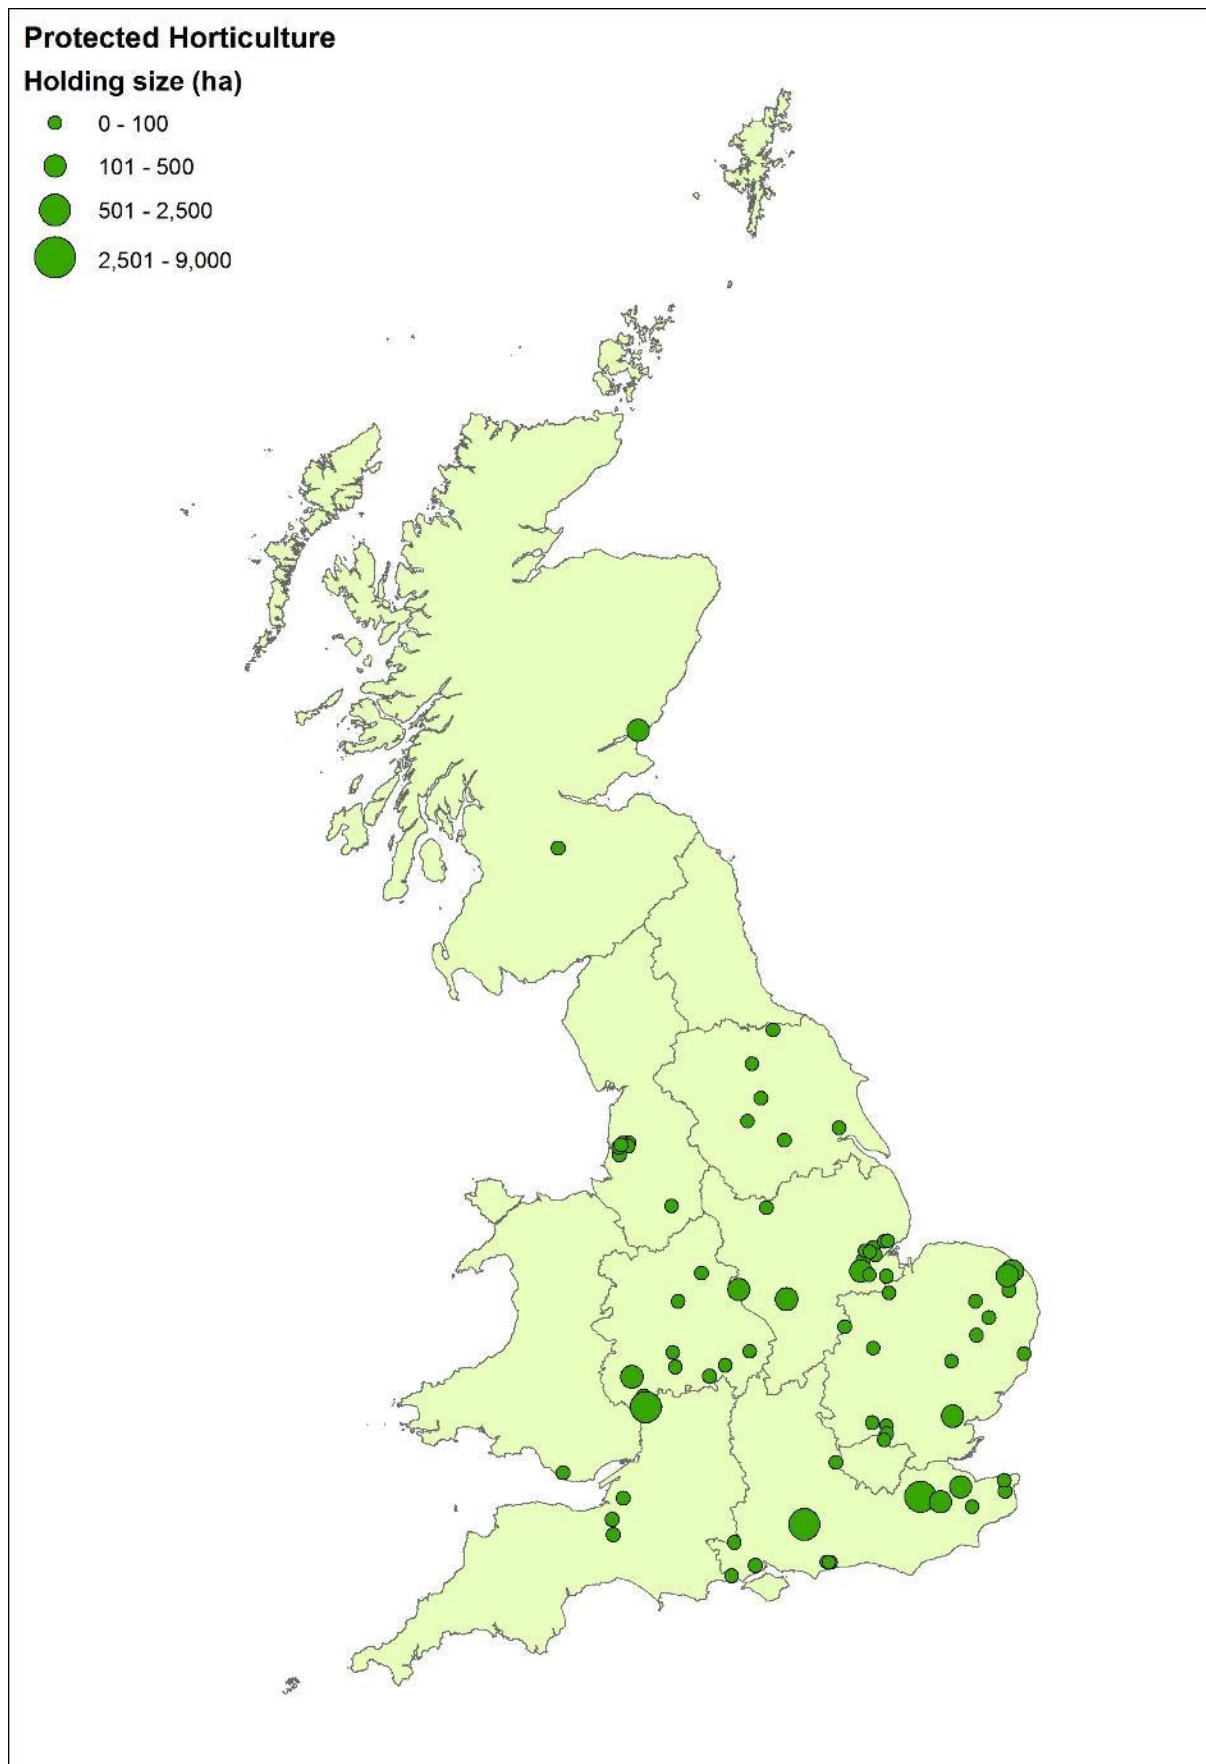 Protected Horticulture
Holding size (ha)
0 - 100
101 - 500
501 - 2,500
2,501 - 9,000